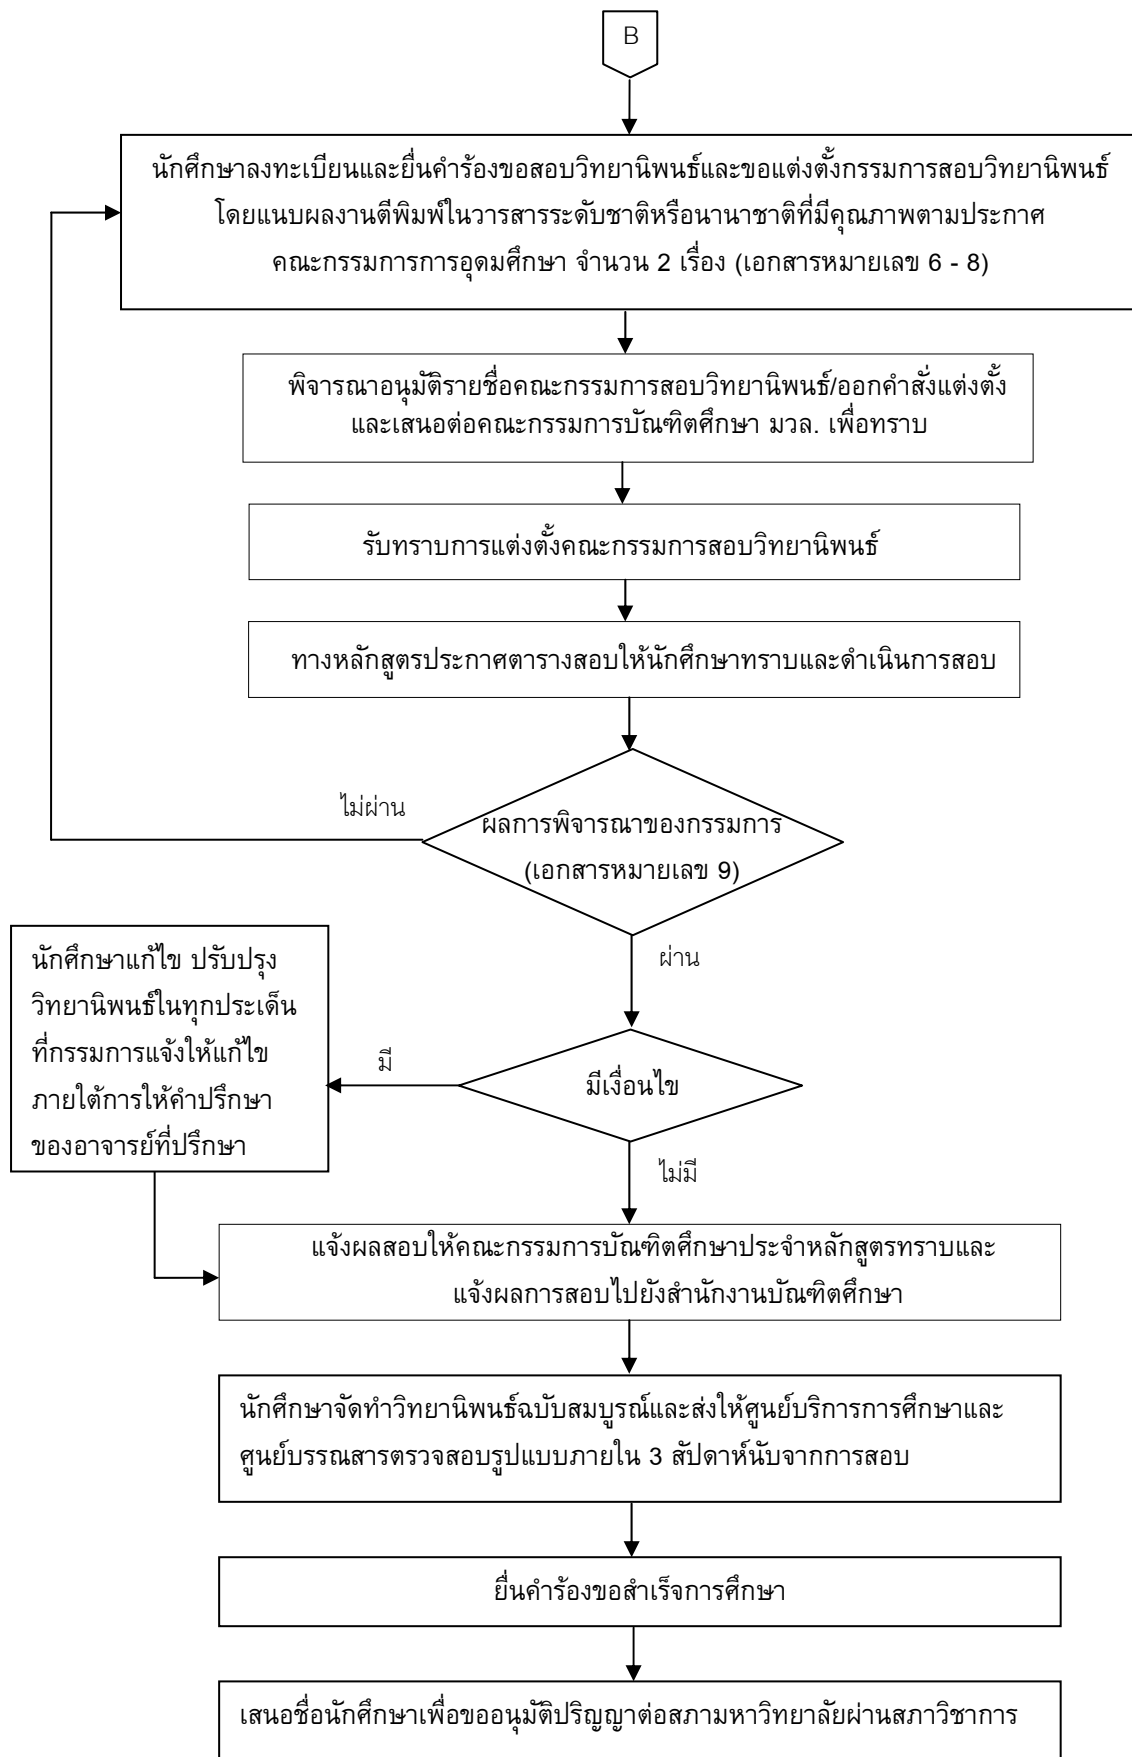 B
นักศึกษาลงทะเบียนและยื่นคำร้องขอสอบวิทยานิพนธ์และขอแต่งตั้งกรรมการสอบวิทยานิพนธ์
โดยแนบผลงานตีพิมพ์ในวารสารระดับชาติหรือนานาชาติที่มีคุณภาพตามประกาศ
คณะกรรมการการอุดมศึกษา จำนวน 2 เรื่อง (เอกสารหมายเลข 6 - 8)
พิจารณาอนุมัติรายชื่อคณะกรรมการสอบวิทยานิพนธ์/ออกคำสั่งแต่งตั้ง
และเสนอต่อคณะกรรมการบัณฑิตศึกษา มวล. เพื่อทราบ
รับทราบการแต่งตั้งคณะกรรมการสอบวิทยานิพนธ์
ทางหลักสูตรประกาศตารางสอบให้นักศึกษาทราบและดำเนินการสอบ
ไม่ผ่าน
ผลการพิจารณาของกรรมการ
(เอกสารหมายเลข 9)
ผ่าน
นักศึกษาแก้ไข ปรับปรุง
วิทยานิพนธ์ในทุกประเด็น
ที่กรรมการแจ้งให้แก้ไข
ภายใต้การให้คำปรึกษา
ของอาจารย์ที่ปรึกษา
มี
มีเงื่อนไข
ไม่มี
แจ้งผลสอบให้คณะกรรมการบัณฑิตศึกษาประจำหลักสูตรทราบและ
แจ้งผลการสอบไปยังสำนักงานบัณฑิตศึกษา
นักศึกษาจัดทำวิทยานิพนธ์ฉบับสมบูรณ์และส่งให้ศูนย์บริการการศึกษาและ
ศูนย์บรรณสารตรวจสอบรูปแบบภายใน 3 สัปดาห์นับจากการสอบ
ยื่นคำร้องขอสำเร็จการศึกษา
เสนอชื่อนักศึกษาเพื่อขออนุมัติปริญญาต่อสภามหาวิทยาลัยผ่านสภาวิชาการ